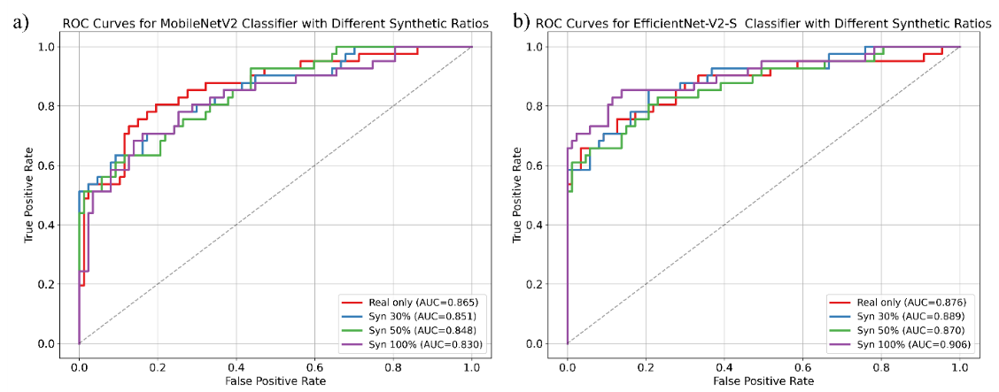 a)
ROC Curves for MobileNetV2 Classifier with Different Synthetic Ratios
True Positive Rate
1.0
0.8
0.6
0.4
0.2
0.0
Real only (AUC=0.865)
Syn 30% (AUC=0.851)
Syn 50% (AUC=0.848)
Syn 100% (AUC=0.830)
0.0 0.2 0.4 0.6 0.8 1.0
False Positive Rate
b)
ROC Curves for EfficientNet-V2-S Classifier with Different Synthetic Ratios
True Positive Rate
1.0
0.8
0.6
0.4
0.2
0.0
Real only (AUC=0.876)
Syn 30% (AUC=0.889)
Syn 50% (AUC=0.870)
Syn 100% (AUC=0.906)
0.0 0.2 0.4 0.6 0.8 1.0
False Positive Rate